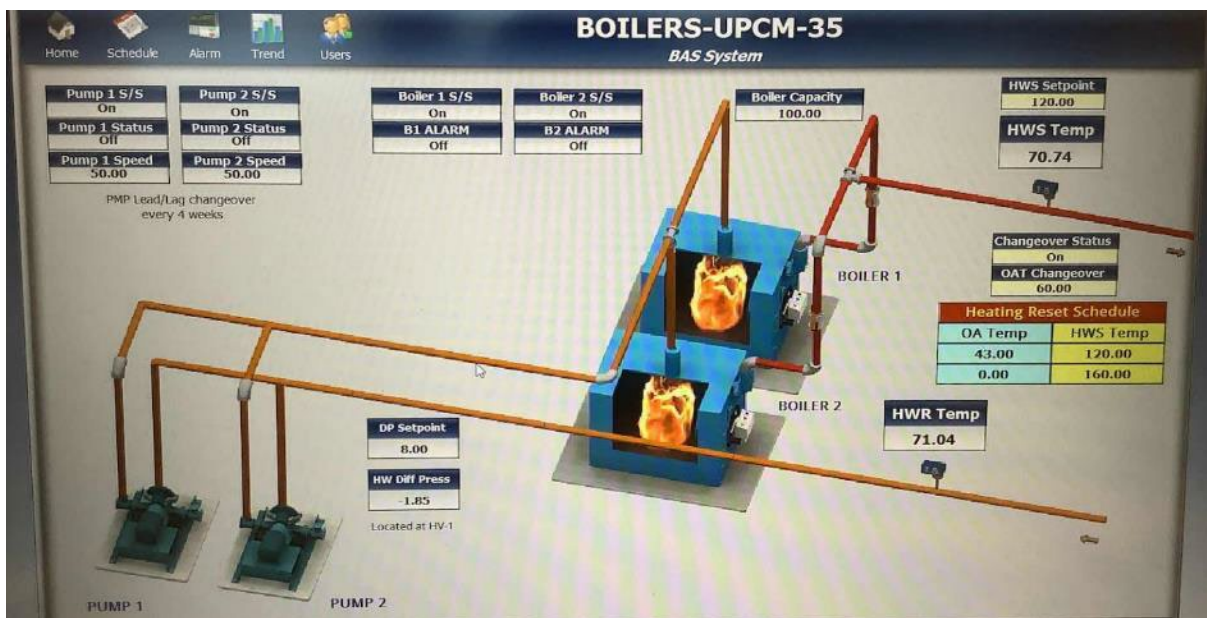 BOILERS-UPCM-35
BAS System
Home
Schedule
Alarm
Trend
Users
Pump 1 S/S
On
Pump 2 S/S
On
Pump 1 Status
Off
Pump 2 Status
Off
Pump 1 Speed
50.00
Pump 2 Speed
50.00
PMP Lead/Lag changeover
every 4 weeks
Boiler 1 S/S
On
Boiler 2 S/S
On
B1 ALARM
Off
B2 ALARM
Off
Boiler Capacity
100.00
HWS Setpoint
120.00
HWS Temp
70.74
BOILER 1
Changeover Status
On
OAT Changeover
60.00
Heating Reset Schedule
OA Temp HWS Temp
43.00 120.00
0.00 160.00
BOILER 2
HWR Temp
71.04
DP Setpoint
8.00
HW Diff Press
-1.85
Located at HV-1
PUMP 1
PUMP 2